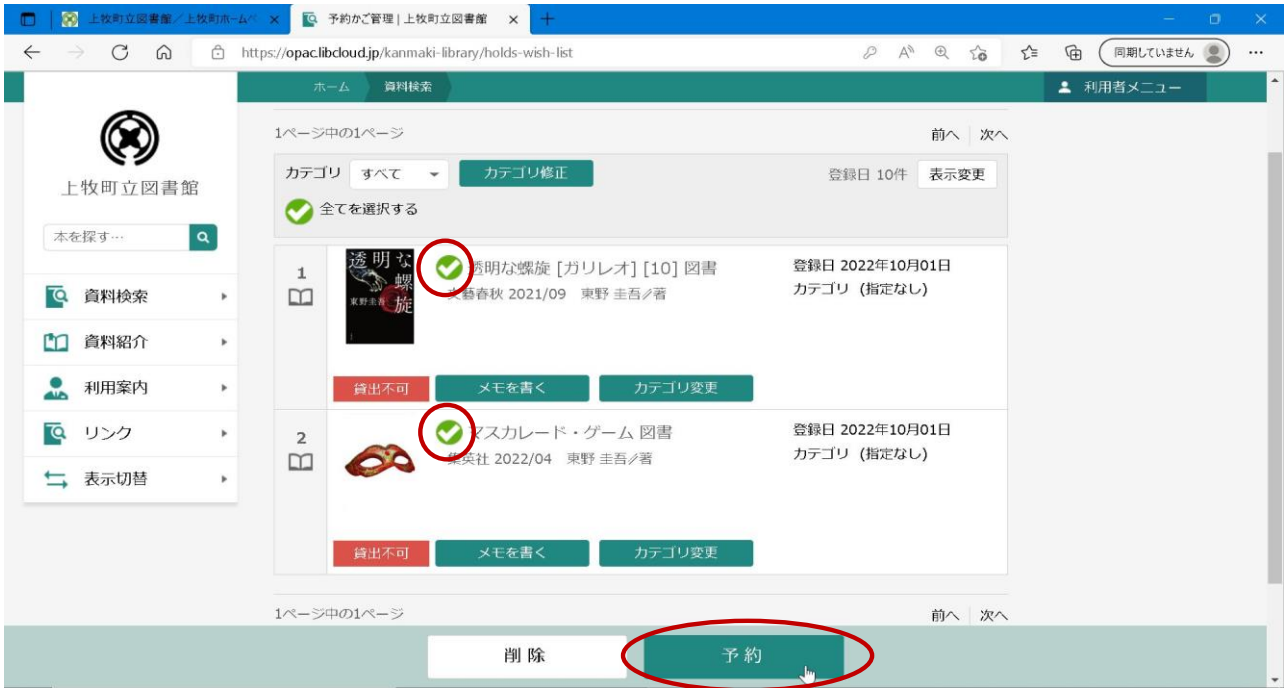 上牧町立図書館／上牧町ホームペ
予約かご管理 | 上牧町立図書館
https://opac.libcloud.jp/kanmaki-library/holds-wish-list
同期していません
ホーム 資料検索 利用者メニュー
上牧町立図書館
本を探す…
資料検索
資料紹介
利用案内
リンク
表示切替
1ページ中の1ページ 前へ 次へ
カテゴリ すべて カテゴリ修正 登録日 10件 表示変更
全てを選択する
1
透明な螺旋
東野圭吾
透明な螺旋 [ガリレオ] [10] 図書
文藝春秋 2021/09 東野 圭吾∥著
登録日 2022年10月01日
カテゴリ (指定なし)
貸出不可 メモを書く カテゴリ変更
2
マスカレード・ゲーム 図書
集英社 2022/04 東野 圭吾∥著
登録日 2022年10月01日
カテゴリ (指定なし)
貸出不可 メモを書く カテゴリ変更
1ページ中の1ページ 前へ 次へ
削除 予約